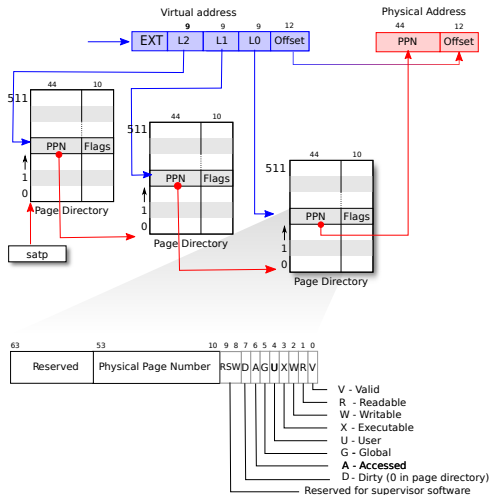 Virtual address
Physical Address
9 9 9 12
44 12
EXT L2 L1 L0 Offset
PPN Offset
44 10
511
PPN Flags
1
0
Page Directory
satp
44 10
511
PPN Flags
1
0
Page Directory
44 10
511
PPN Flags
1
0
Page Directory
63 53 10 9 8 7 6 5 4 3 2 1 0
Reserved Physical Page Number RSW D A G U X W R V
V - Valid
R - Readable
W - Writable
X - Executable
U - User
G - Global
A - Accessed
D - Dirty (0 in page directory)
Reserved for supervisor software